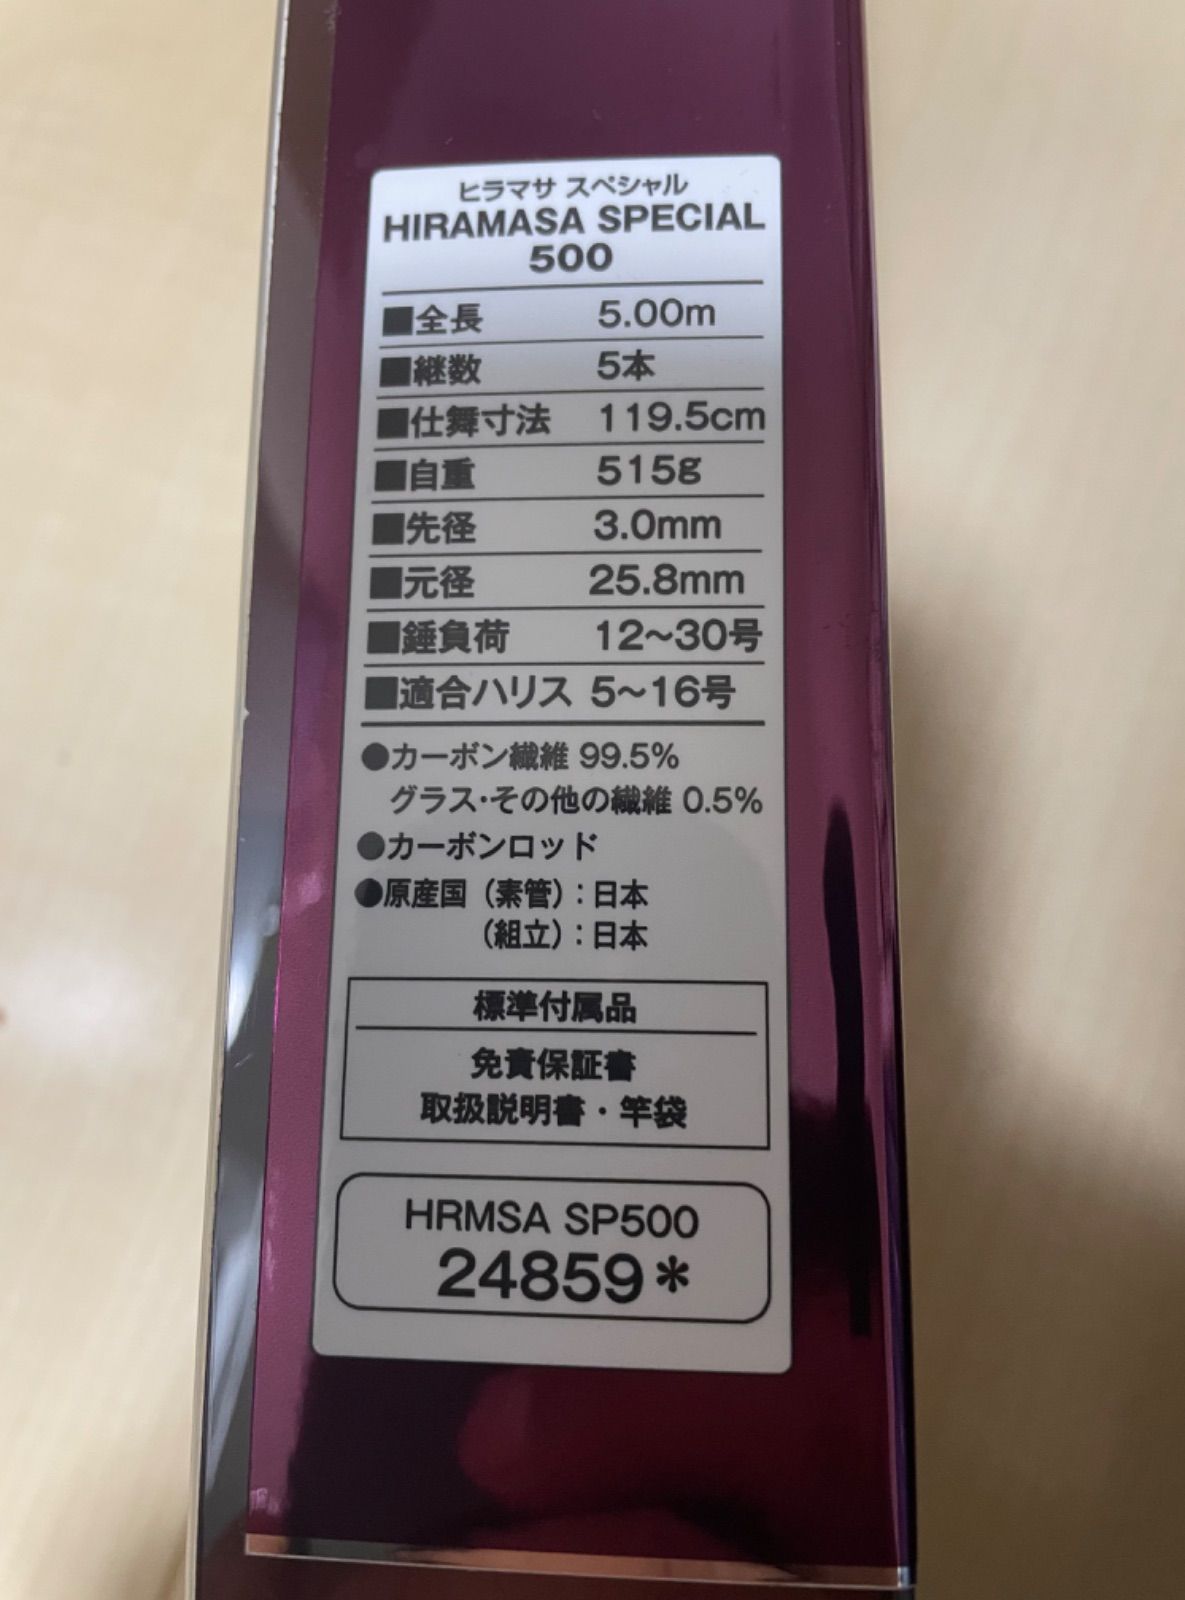 ヒラマサ スペシャル
HIRAMASA SPECIAL
500
■全長 5.00m
■継数 5本
■仕舞寸法 119.5cm
■自重 515g
■先径 3.0mm
■元径 25.8mm
■錘負荷 12〜30号
■適合ハリス 5〜16号
●カーボン繊維 99.5%
グラス・その他の繊維 0.5%
●カーボンロッド
●原産国（素管）：日本
（組立）：日本
標準付属品
免責保証書
取扱説明書・竿袋
HRMSA SP500
24859＊